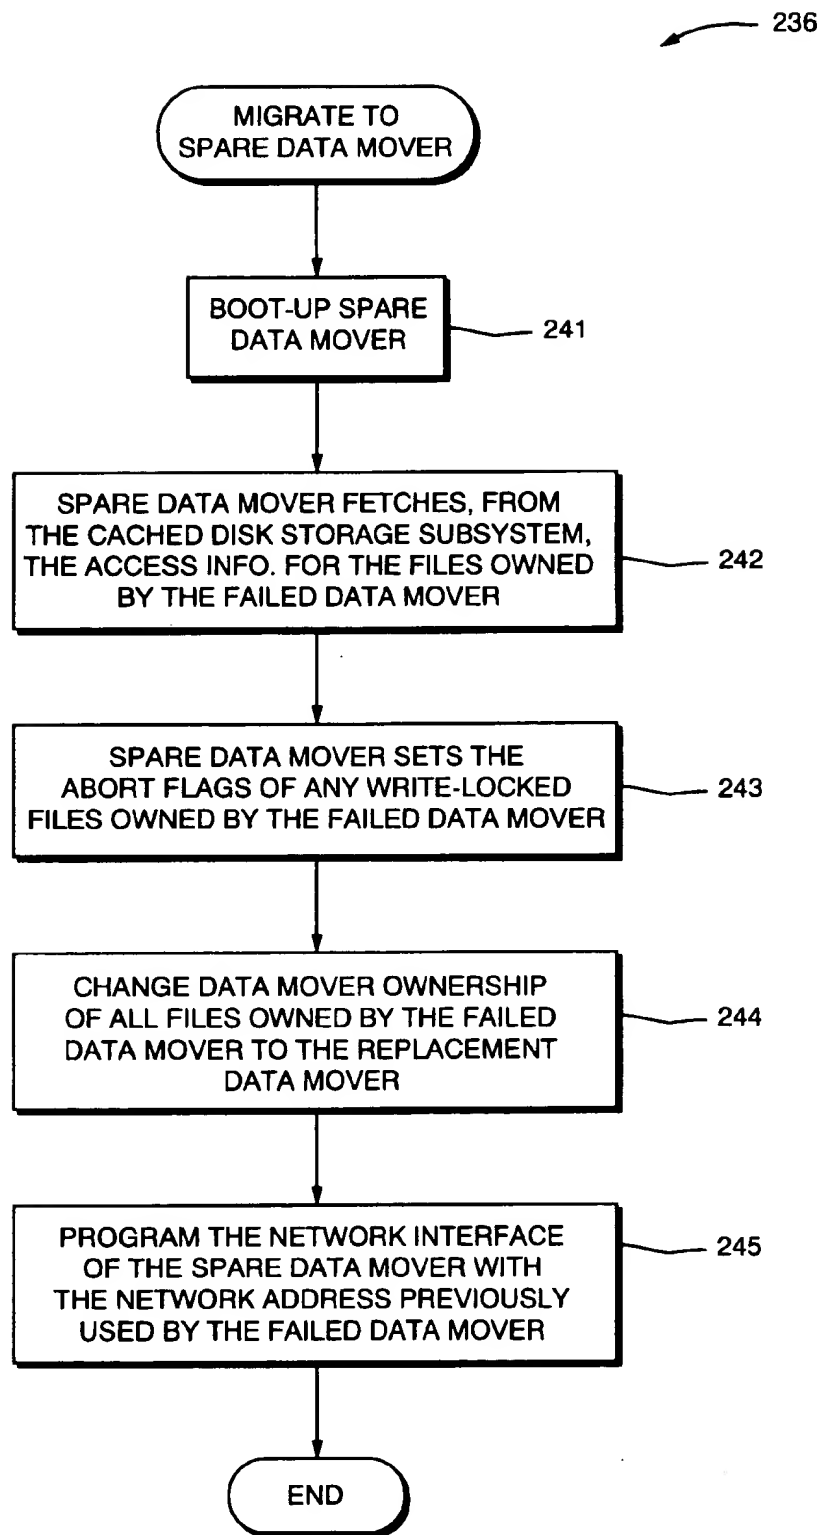 236
MIGRATE TO
SPARE DATA MOVER
BOOT-UP SPARE
DATA MOVER
241
SPARE DATA MOVER FETCHES, FROM
THE CACHED DISK STORAGE SUBSYSTEM,
THE ACCESS INFO. FOR THE FILES OWNED
BY THE FAILED DATA MOVER
242
SPARE DATA MOVER SETS THE
ABORT FLAGS OF ANY WRITE-LOCKED
FILES OWNED BY THE FAILED DATA MOVER
243
CHANGE DATA MOVER OWNERSHIP
OF ALL FILES OWNED BY THE FAILED
DATA MOVER TO THE REPLACEMENT
DATA MOVER
244
PROGRAM THE NETWORK INTERFACE
OF THE SPARE DATA MOVER WITH
THE NETWORK ADDRESS PREVIOUSLY
USED BY THE FAILED DATA MOVER
245
END